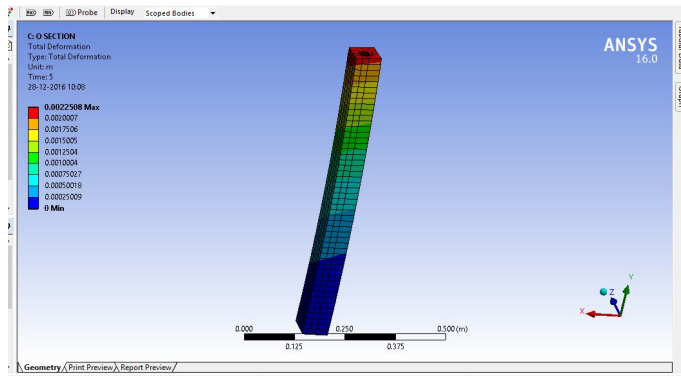 Probe Display Scoped Bodies
C: O SECTION
Total Deformation
Type: Total Deformation
Unit: m
Time: 5
28-12-2016 10:08
0.0022508 Max
0.0020007
0.0017506
0.0015005
0.0012504
0.0010004
0.00075027
0.00050018
0.00025009
0 Min
ANSYS
16.0
Y
Z
X
0.000 0.250 0.500 (m)
0.125 0.375
Geometry Print Preview Report Preview